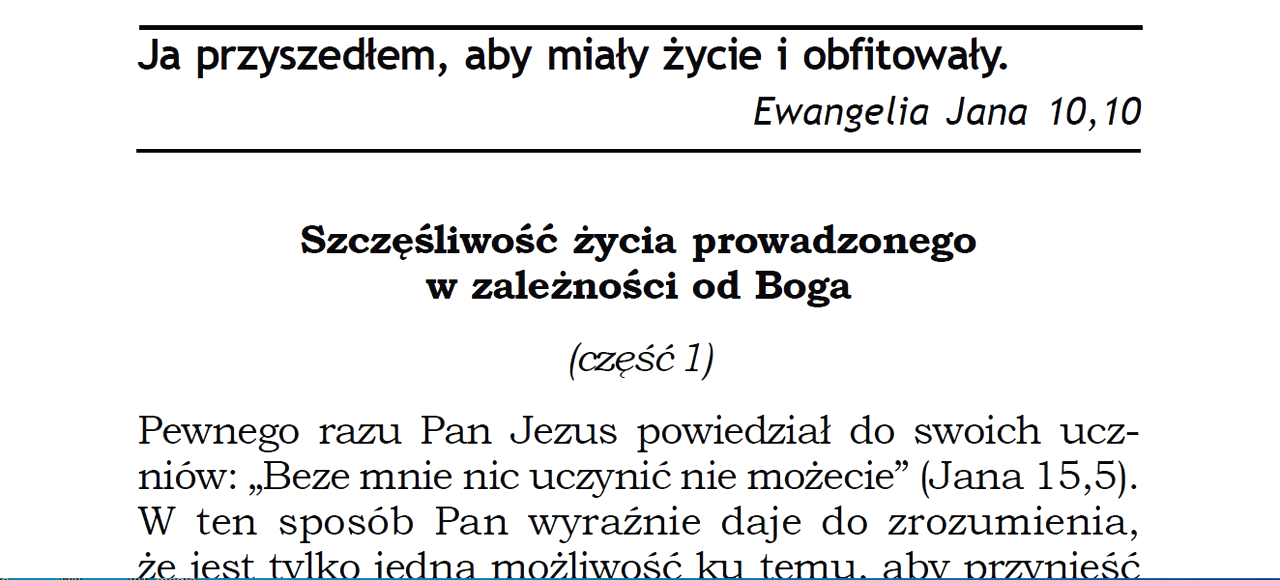 Ja przyszedłem, aby miały życie i obfitowały.
Ewangelia Jana 10,10
Szczęśliwość życia prowadzonego
w zależności od Boga
(część 1)
Pewnego razu Pan Jezus powiedział do swoich ucz-
niów: „Beze mnie nic uczynić nie możecie” (Jana 15,5).
W ten sposób Pan wyraźnie daje do zrozumienia,
że jest tylko jedna możliwość ku temu, aby przynieść